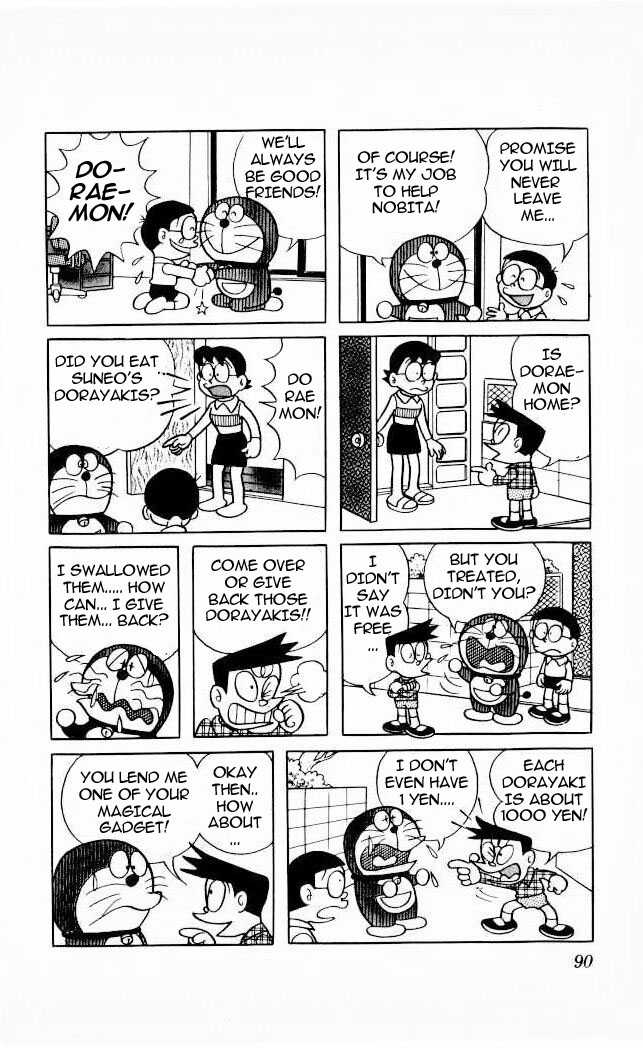 PROMISE
YOU WILL
NEVER
LEAVE
ME...
OF COURSE!
IT'S MY JOB
TO HELP
NOBITA!
WE'LL
ALWAYS
BE GOOD
FRIENDS!
DO-
RAE-
MON!
IS
DORAE-
MON
HOME?
DO
RAE
MON!
DID YOU EAT
SUNEO'S
DORAYAKIS?
BUT YOU
TREATED,
DIDN'T YOU?
I
DIDN'T
SAY
IT WAS
FREE
...
COME OVER
OR GIVE
BACK THOSE
DORAYAKIS!!
I SWALLOWED
THEM..... HOW
CAN... I GIVE
THEM... BACK?
EACH
DORAYAKI
IS ABOUT
1000 YEN!
I DON'T
EVEN HAVE
1 YEN....
OKAY
THEN..
HOW
ABOUT
...
YOU LEND ME
ONE OF YOUR
MAGICAL
GADGET!
90